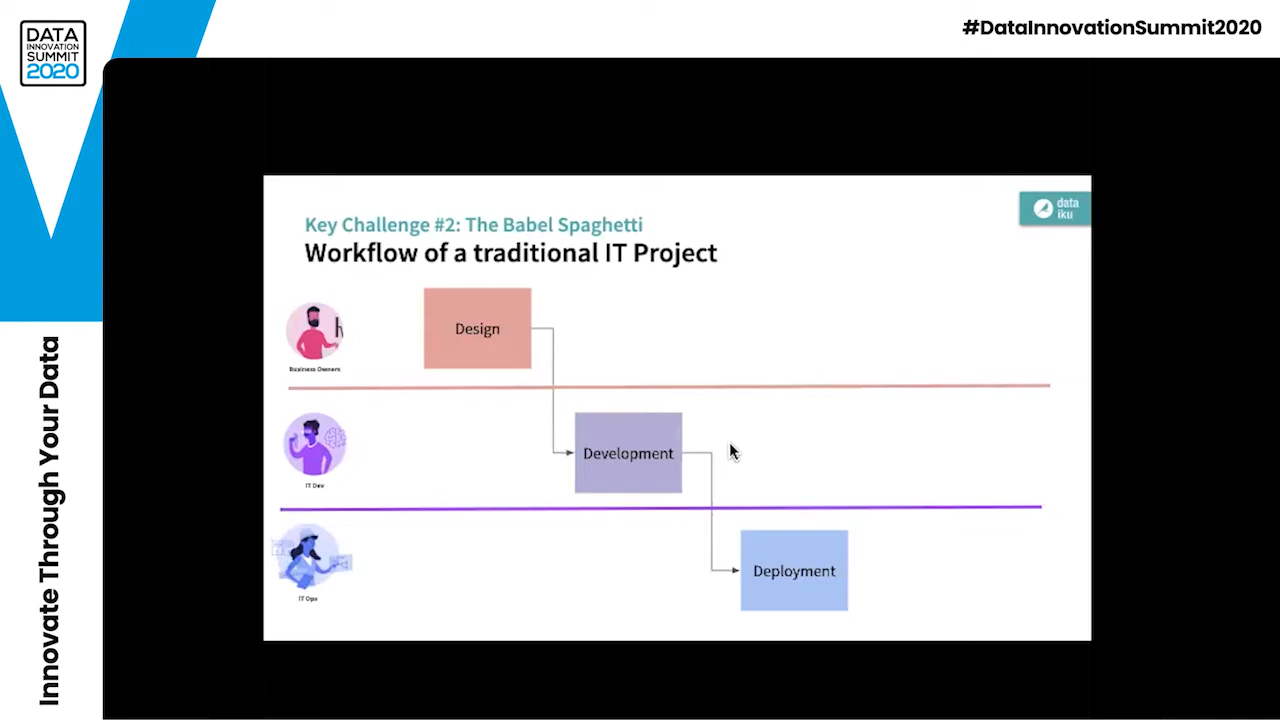 DATA
INNOVATION
SUMMIT
2020
#DataInnovationSummit2020
Innovate Through Your Data
data
iku
Key Challenge #2: The Babel Spaghetti
Workflow of a traditional IT Project
Design
Business Owners
Development
IT Dev
Deployment
IT Ops